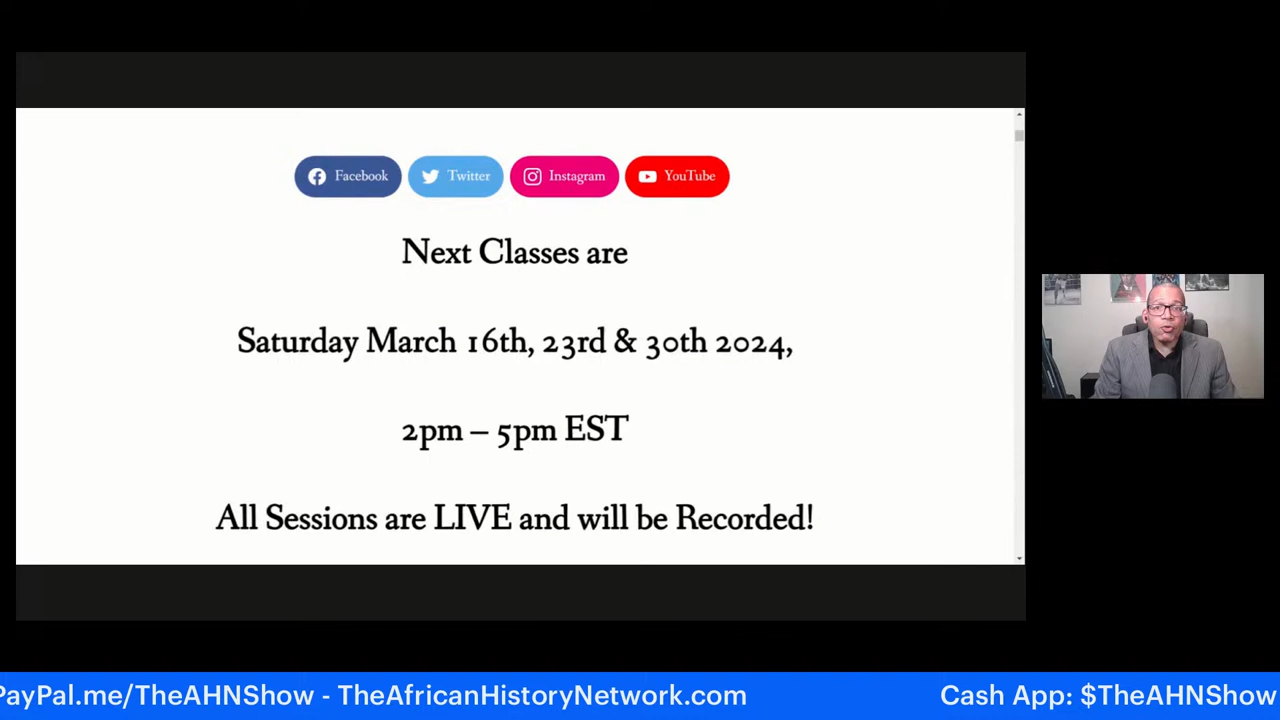 Facebook
Twitter
Instagram
YouTube
Next Classes are
Saturday March 16th, 23rd & 30th 2024,
2pm – 5pm EST
All Sessions are LIVE and will be Recorded!
PayPal.me/TheAHNShow - TheAfricanHistoryNetwork.com
Cash App: $TheAHNShow